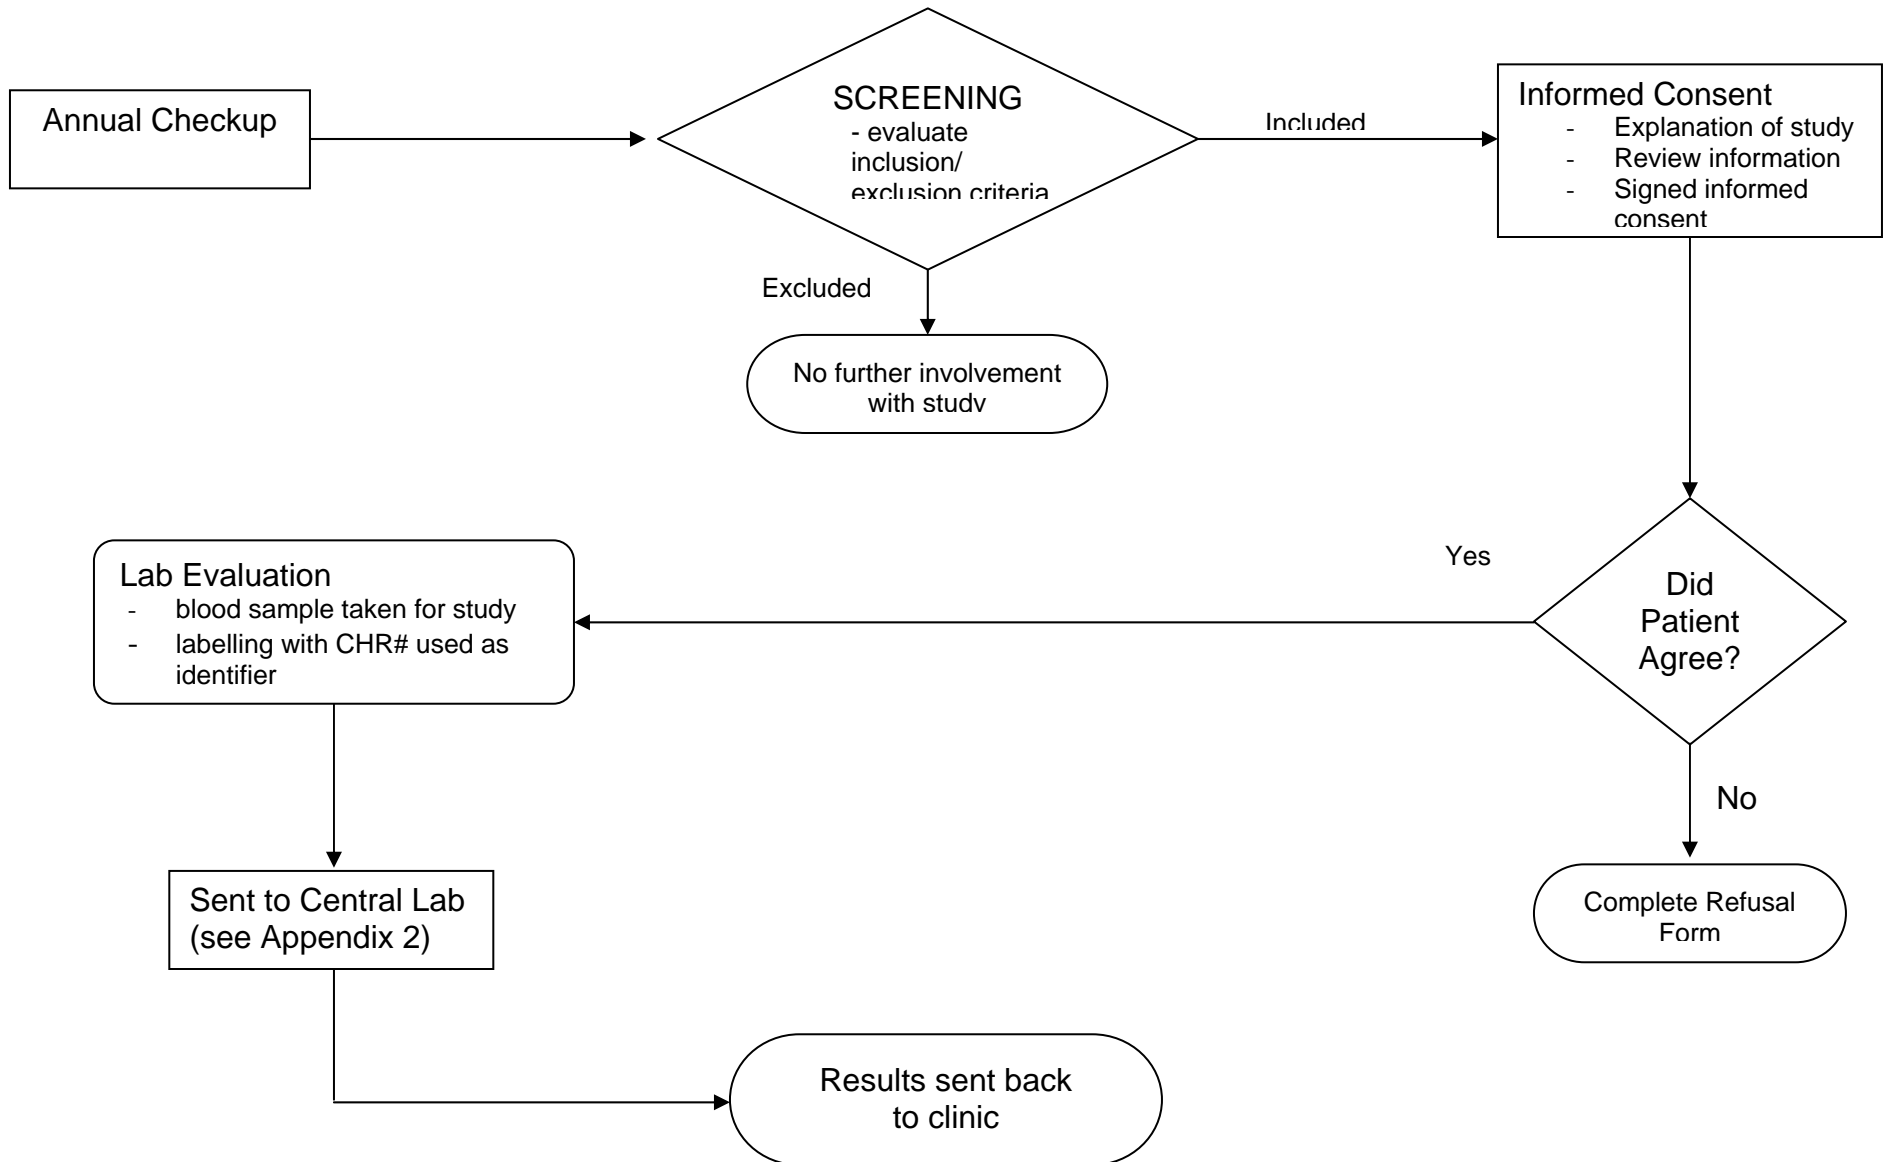 Annual Checkup
SCREENING
- evaluate
inclusion/
exclusion criteria
Included
Informed Consent
- Explanation of study
- Review information
- Signed informed
consent
Excluded
No further involvement
with study
Did
Patient
Agree?
Yes
No
Complete Refusal
Form
Lab Evaluation
- blood sample taken for study
- labelling with CHR# used as
identifier
Sent to Central Lab
(see Appendix 2)
Results sent back
to clinic